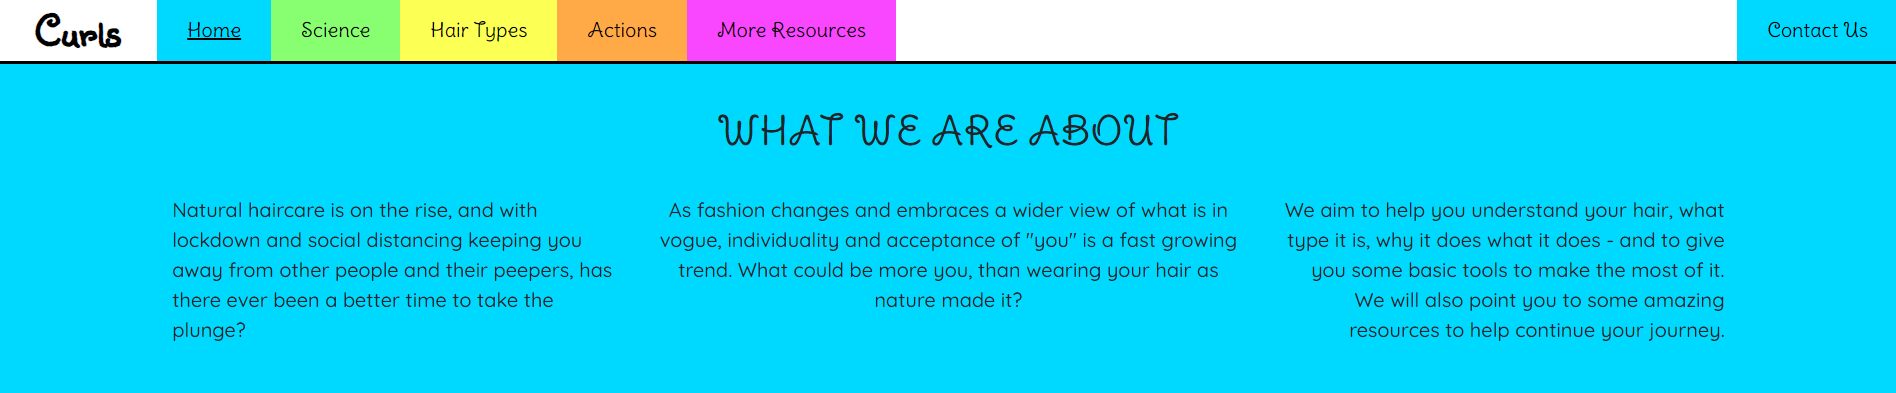 Curls
Home
Science
Hair Types
Actions
More Resources
Contact Us
WHAT WE ARE ABOUT
Natural haircare is on the rise, and with
lockdown and social distancing keeping you
away from other people and their peepers, has
there ever been a better time to take the
plunge?
As fashion changes and embraces a wider view of what is in
vogue, individuality and acceptance of "you" is a fast growing
trend. What could be more you, than wearing your hair as
nature made it?
We aim to help you understand your hair, what
type it is, why it does what it does - and to give
you some basic tools to make the most of it.
We will also point you to some amazing
resources to help continue your journey.